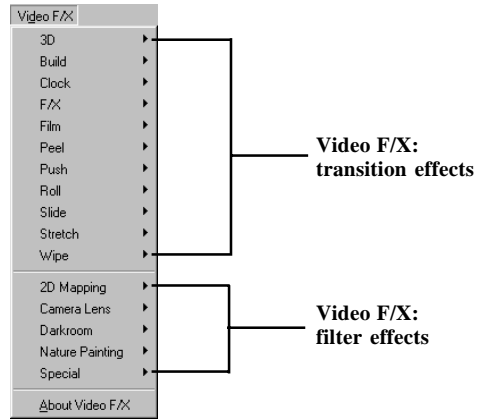 Video F/X
3D
Build
Clock
F/X
Film
Peel
Push
Roll
Slide
Stretch
Wipe
Video F/X:
transition effects
2D Mapping
Camera Lens
Darkroom
Nature Painting
Special
Video F/X:
filter effects
About Video F/X